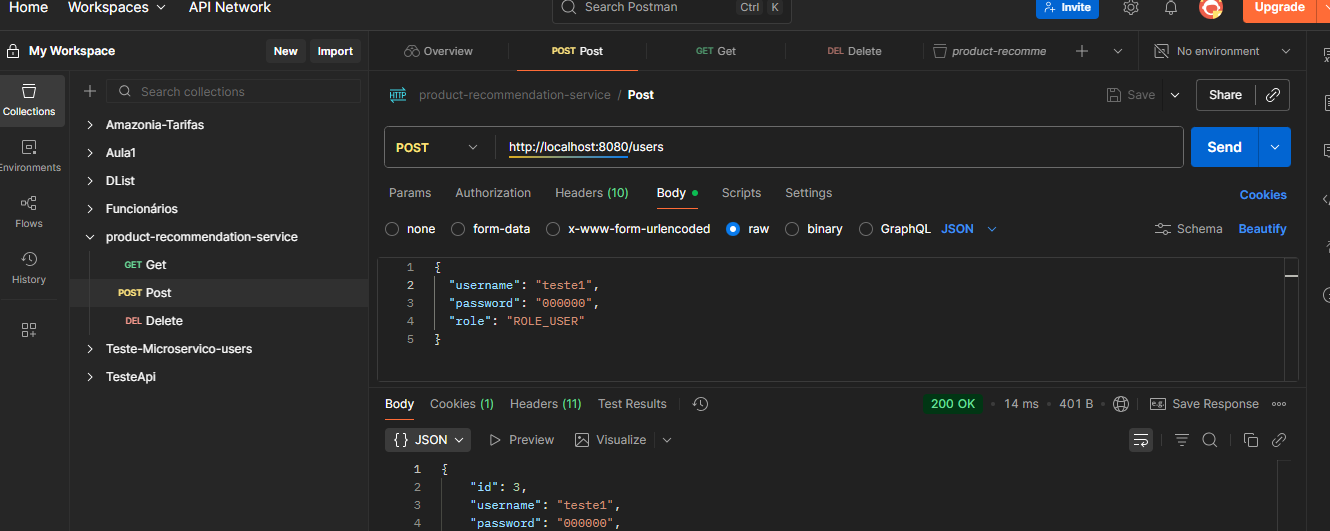 Home Workspaces API Network Search Postman Ctrl K Invite Upgrade
My Workspace New Import Overview POST Post GET Get DEL Delete product-recomme No environment
Collections
Environments
Flows
History
Search collections
Amazonia-Tarifas
Aula1
DList
Funcionários
product-recommendation-service
GET Get
POST Post
DEL Delete
Teste-Microservico-users
TesteApi
HTTP product-recommendation-service / Post Save Share
POST http://localhost:8080/users Send
Params Authorization Headers (10) Body Scripts Settings Cookies
none form-data x-www-form-urlencoded raw binary GraphQL JSON Schema Beautify
1 {
2 "username": "teste1",
3 "password": "000000",
4 "role": "ROLE_USER"
5 }
Body Cookies (1) Headers (11) Test Results 200 OK • 14 ms • 401 B • Save Response
{} JSON Preview Visualize
1 {
2 "id": 3,
3 "username": "teste1",
4 "password": "000000",